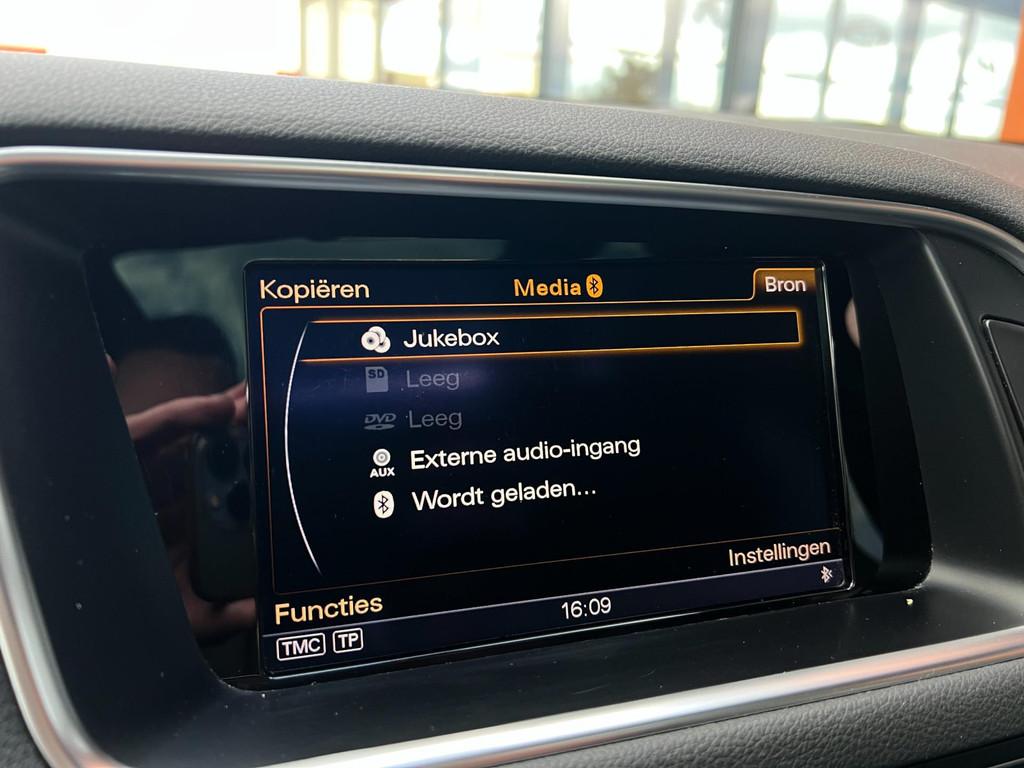 Kopiëren
Media
Bron
Jukebox
SD Leeg
DVD Leeg
AUX Externe audio-ingang
Wordt geladen...
Instellingen
Functies
16:09
TMC TP